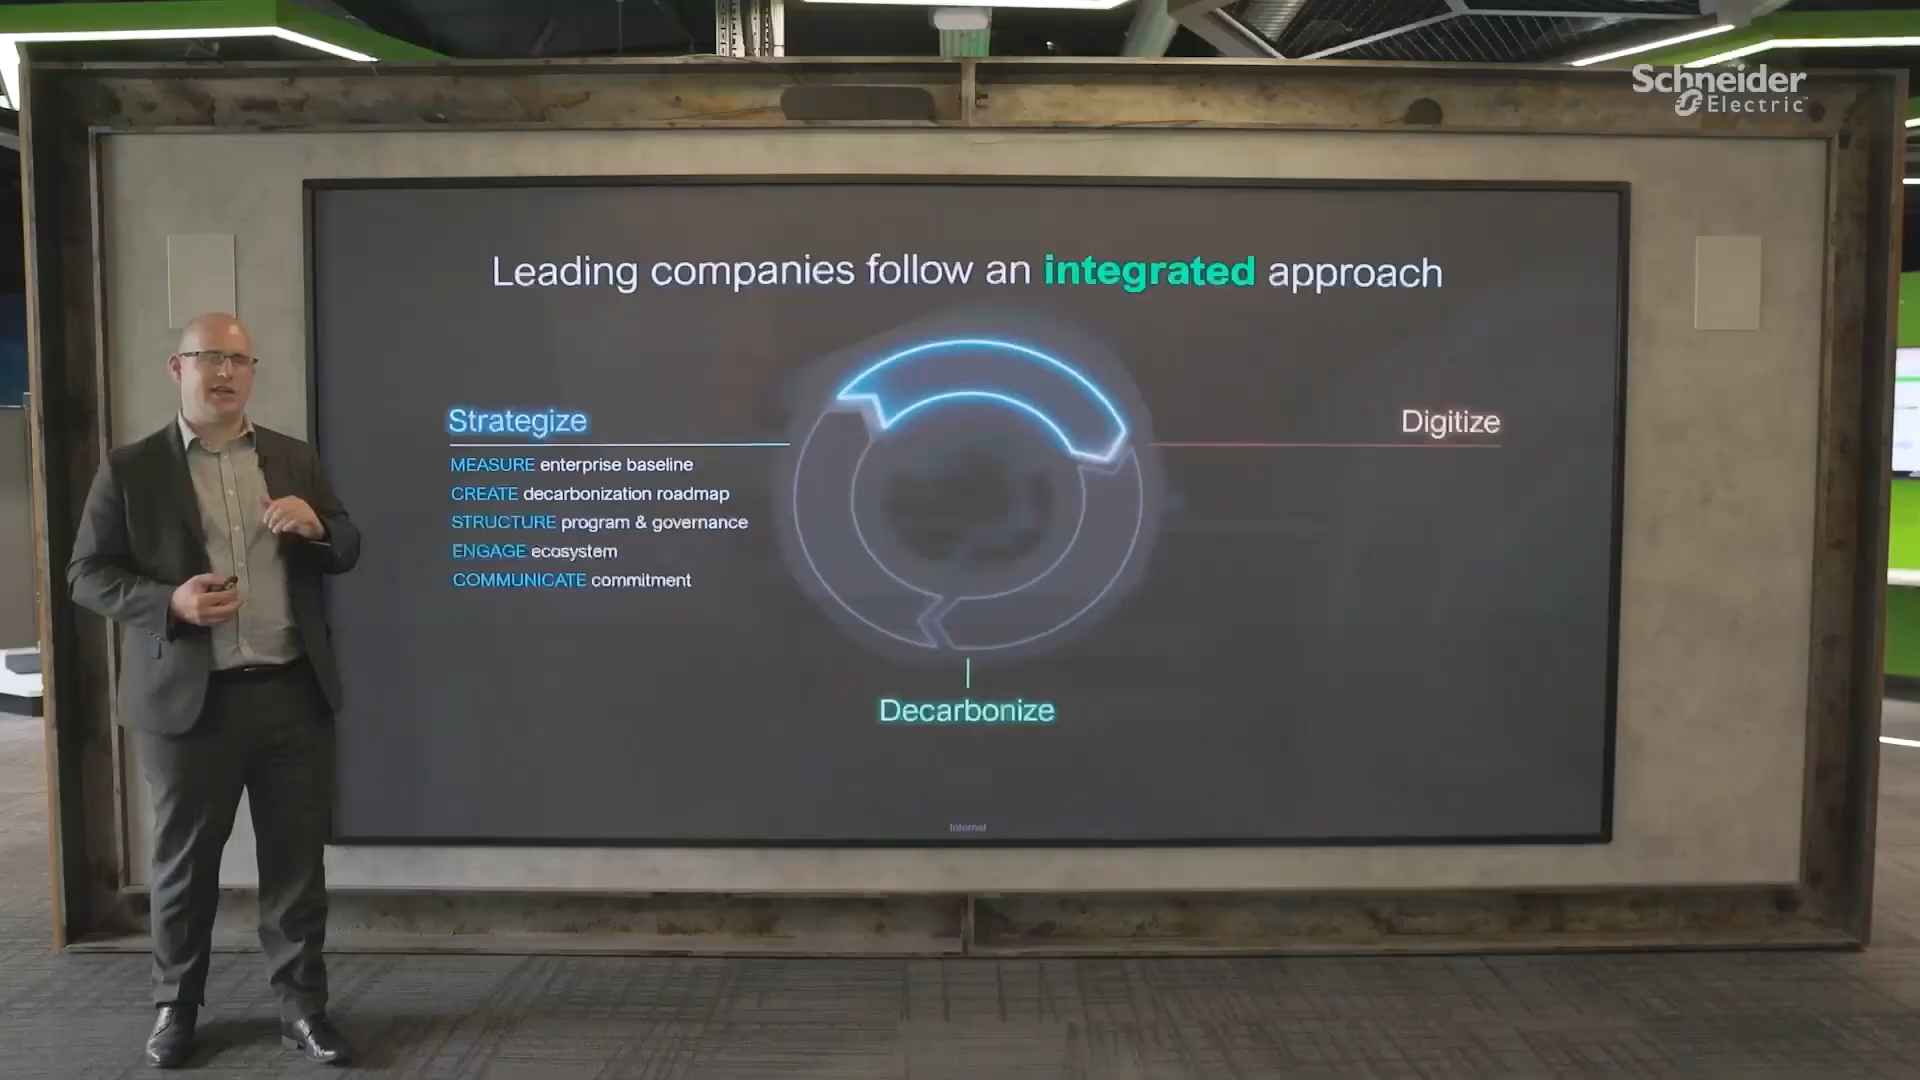 Schneider
Electric
Leading companies follow an integrated approach
Strategize
MEASURE enterprise baseline
CREATE decarbonization roadmap
STRUCTURE program & governance
ENGAGE ecosystem
COMMUNICATE commitment
Digitize
Decarbonize
Internal